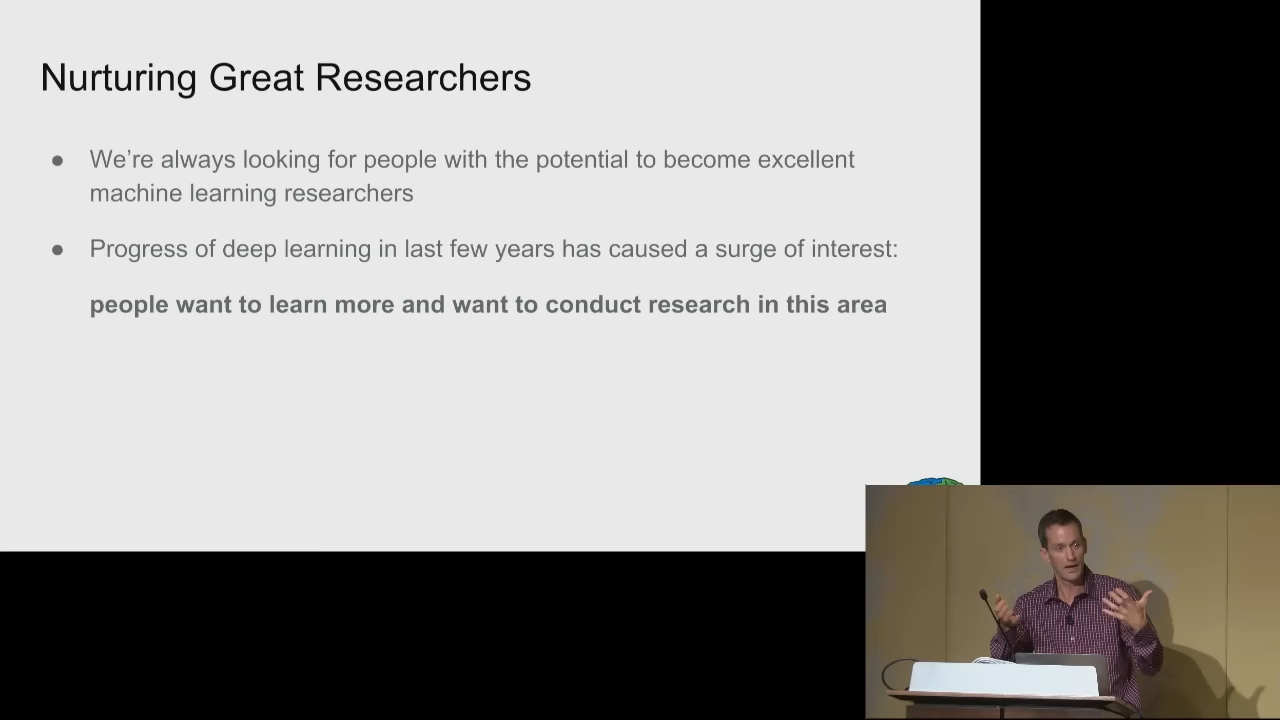 Nurturing Great Researchers
● We’re always looking for people with the potential to become excellent
machine learning researchers
● Progress of deep learning in last few years has caused a surge of interest:
people want to learn more and want to conduct research in this area